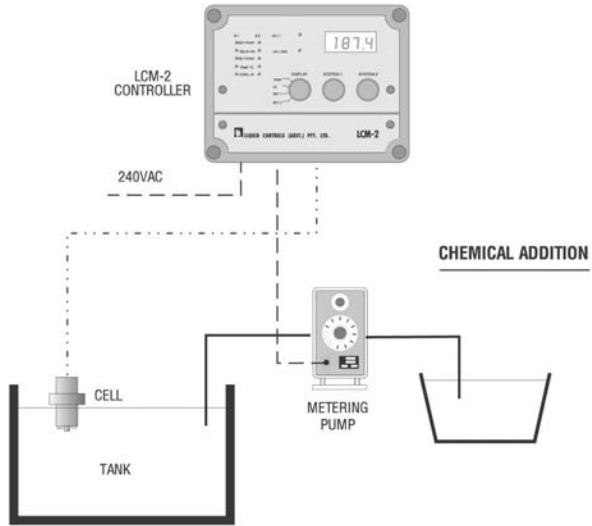 187.4
DISPLAY SYSTEM 1 SYSTEM 2
LIQUID CONTROLS (AUST.) PTY. LTD. LCM-2
LCM-2
CONTROLLER
240VAC
CHEMICAL ADDITION
CELL
METERING
PUMP
TANK